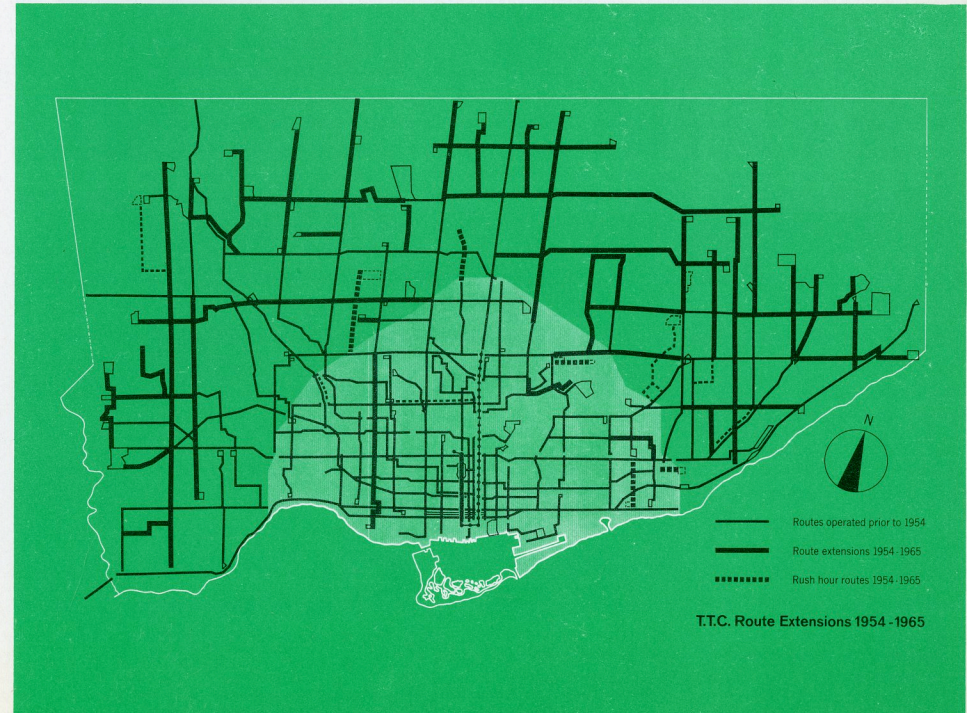 N
Routes operated prior to 1954
Route extensions 1954-1965
Rush hour routes 1954-1965
T.T.C. Route Extensions 1954-1965